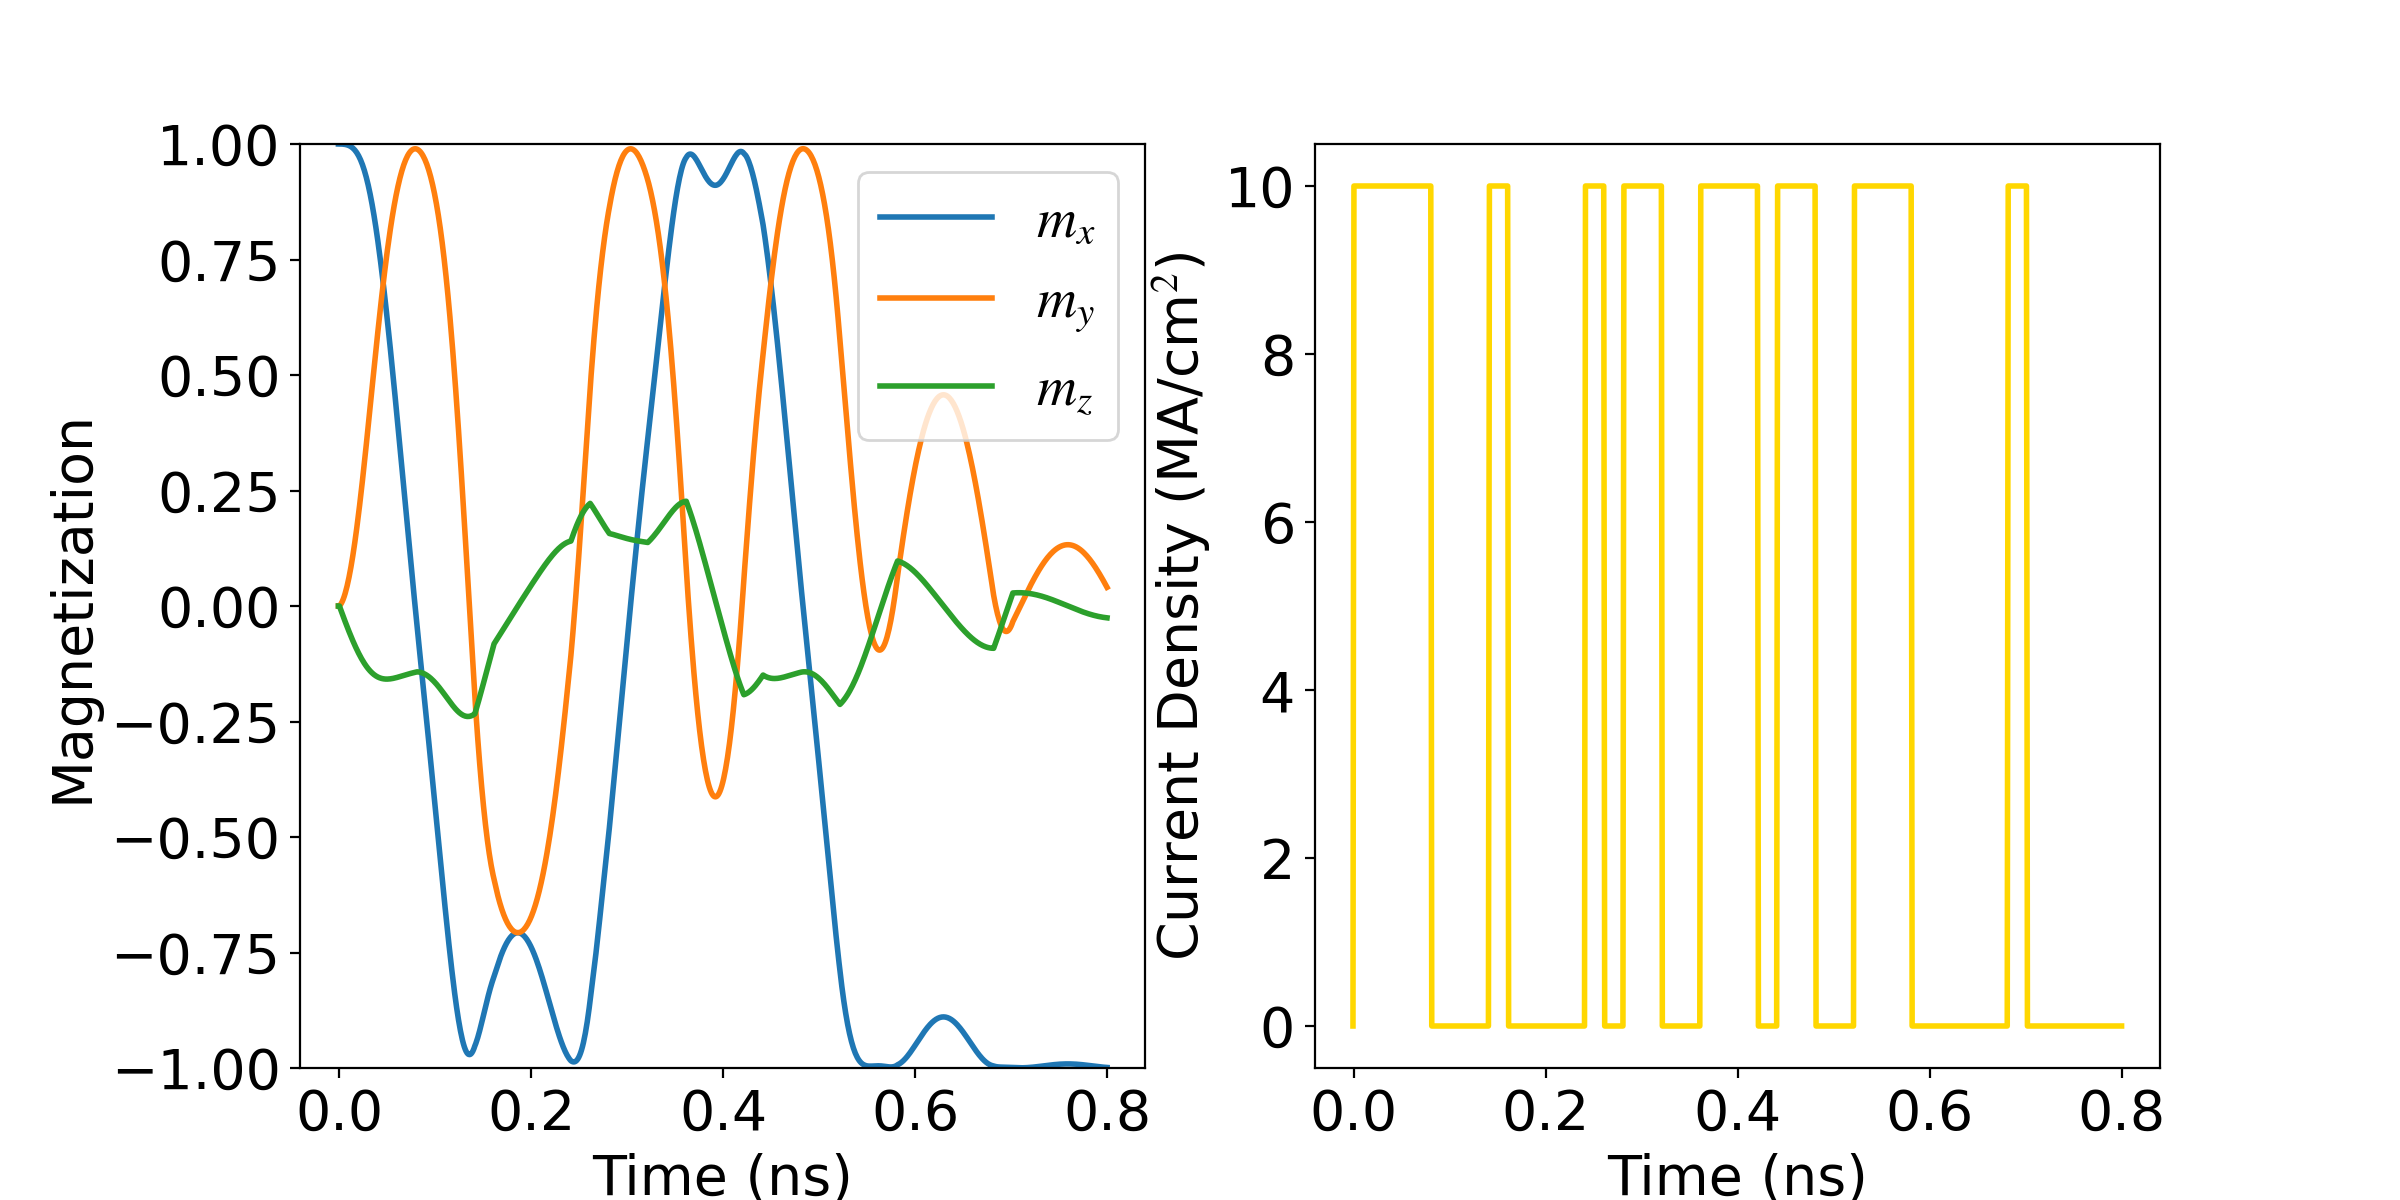 Magnetization
1.00
0.75
0.50
0.25
0.00
−0.25
−0.50
−0.75
−1.00
0.0 0.2 0.4 0.6 0.8
Time (ns)
m_x
m_y
m_z
Current Density (MA/cm²)
10
8
6
4
2
0
0.0 0.2 0.4 0.6 0.8
Time (ns)